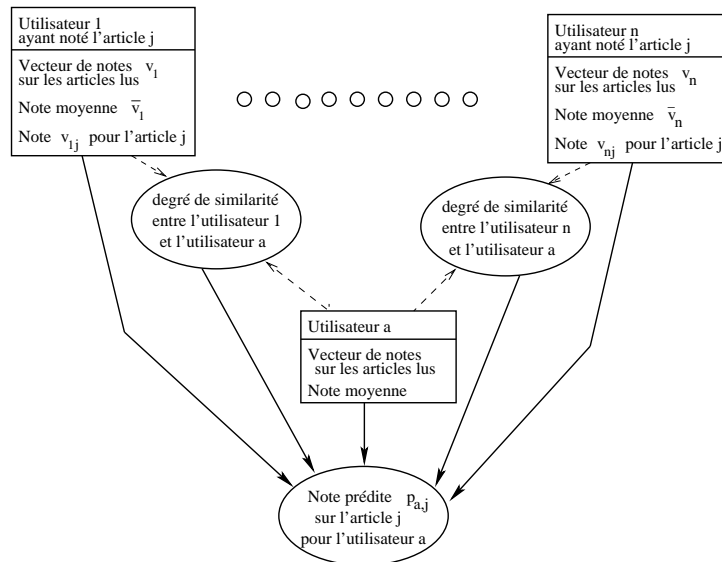 Utilisateur 1
ayant noté l'article j
Vecteur de notes v1
sur les articles lus
Note moyenne v̅1
Note v1j pour l'article j
Utilisateur n
ayant noté l'article j
Vecteur de notes vn
sur les articles lus
Note moyenne v̅n
Note vnj pour l'article j
degré de similarité
entre l'utilisateur 1
et l'utilisateur a
degré de similarité
entre l'utilisateur n
et l'utilisateur a
Utilisateur a
Vecteur de notes
sur les articles lus
Note moyenne
Note prédite pa,j
sur l'article j
pour l'utilisateur a